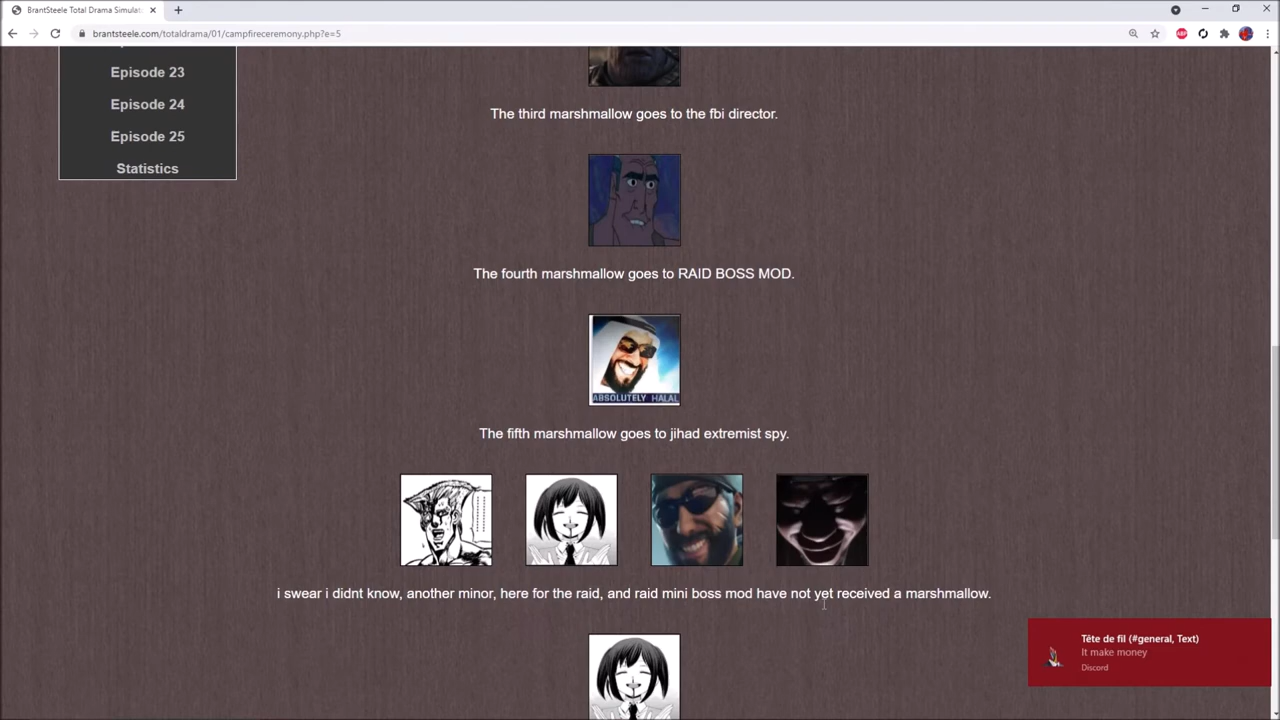 BrantSteele Total Drama Simulat
brantsteele.com/totaldrama/01/campfireceremony.php?e=5
ABP
Episode 23
Episode 24
Episode 25
Statistics
The third marshmallow goes to the fbi director.
The fourth marshmallow goes to RAID BOSS MOD.
ABSOLUTELY HALAL
The fifth marshmallow goes to jihad extremist spy.
i swear i didnt know, another minor, here for the raid, and raid mini boss mod have not yet received a marshmallow.
Tête de fil (#general, Text)
It make money
Discord